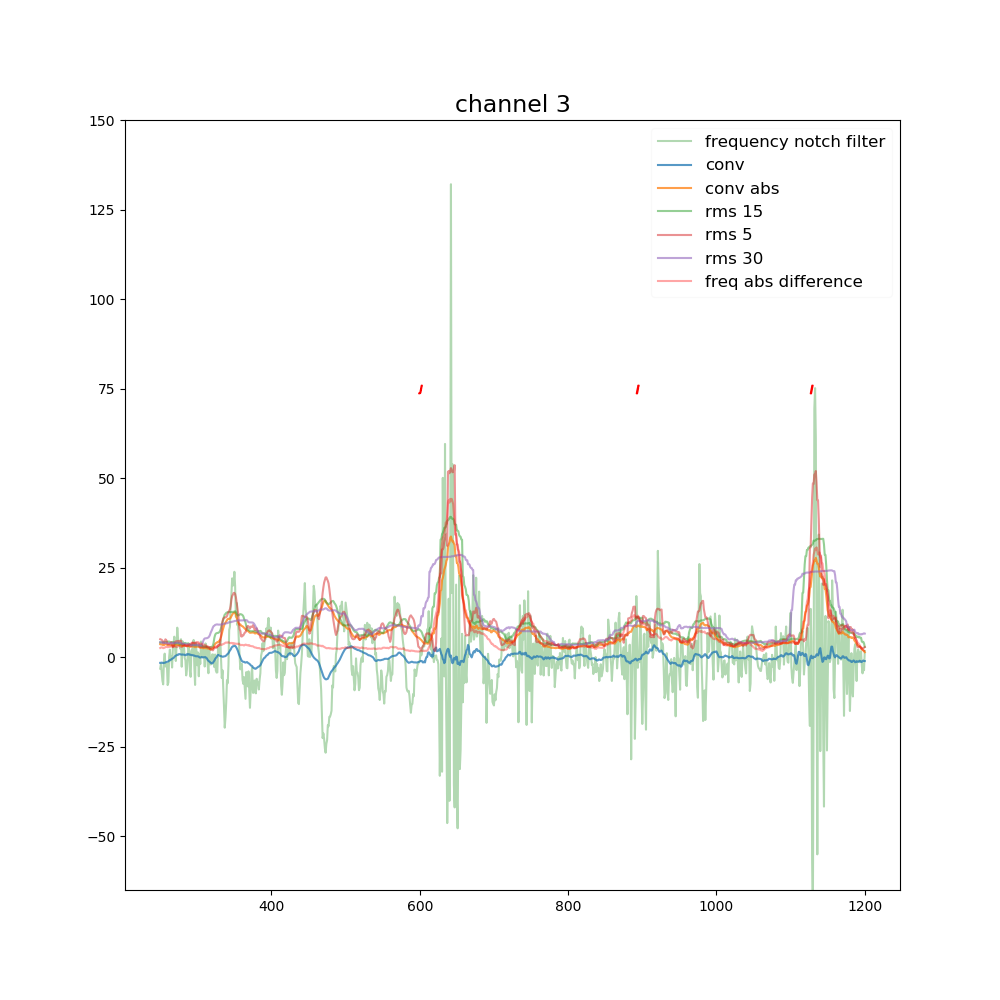 channel 3
150
125
100
75
50
25
0
−25
−50
400
600
800
1000
1200
frequency notch filter
conv
conv abs
rms 15
rms 5
rms 30
freq abs difference